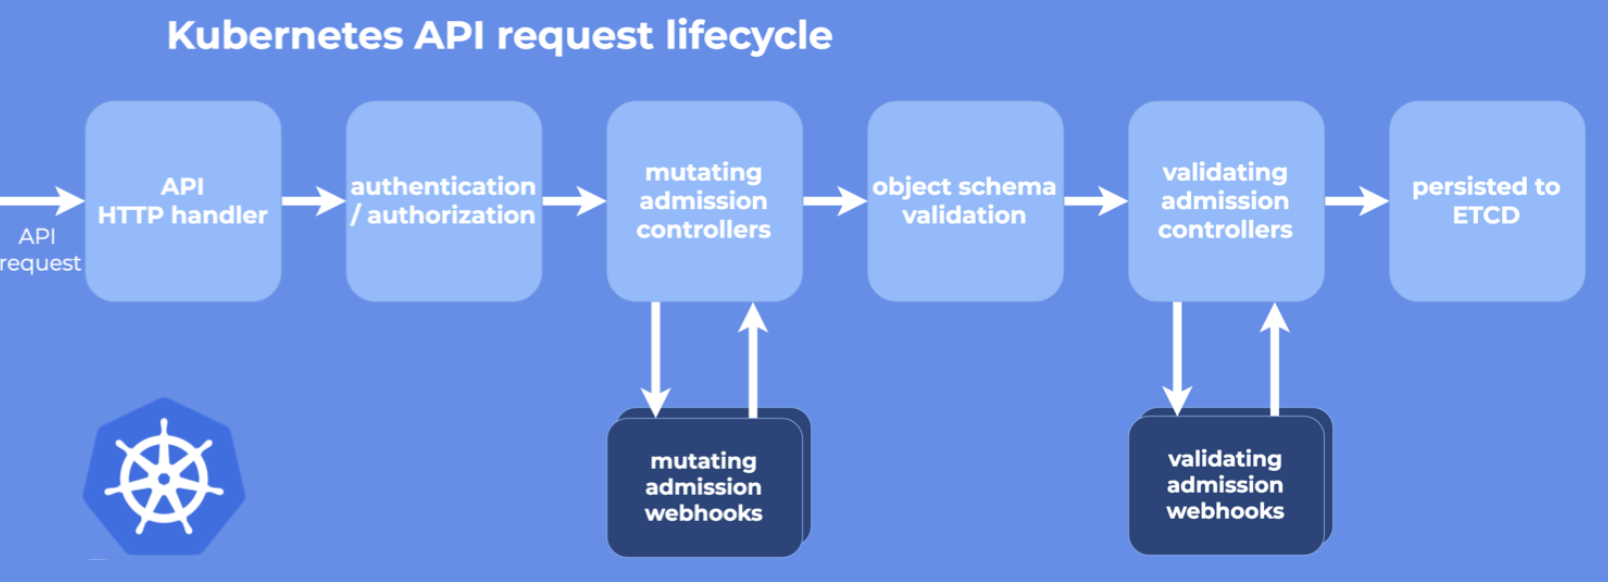 Kubernetes API request lifecycle
API
request
API
HTTP handler
authentication
/ authorization
mutating
admission
controllers
object schema
validation
validating
admission
controllers
persisted to
ETCD
mutating
admission
webhooks
validating
admission
webhooks